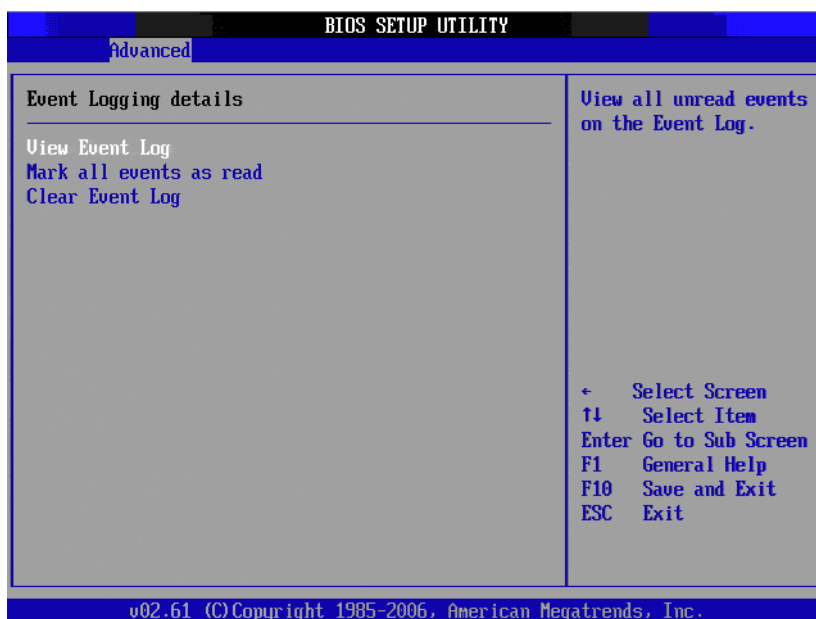 BIOS SETUP UTILITY
Advanced
Event Logging details
View Event Log
Mark all events as read
Clear Event Log
View all unread events
on the Event Log.
← Select Screen
↑↓ Select Item
Enter Go to Sub Screen
F1 General Help
F10 Save and Exit
ESC Exit
v02.61 (C)Copyright 1985-2006, American Megatrends, Inc.